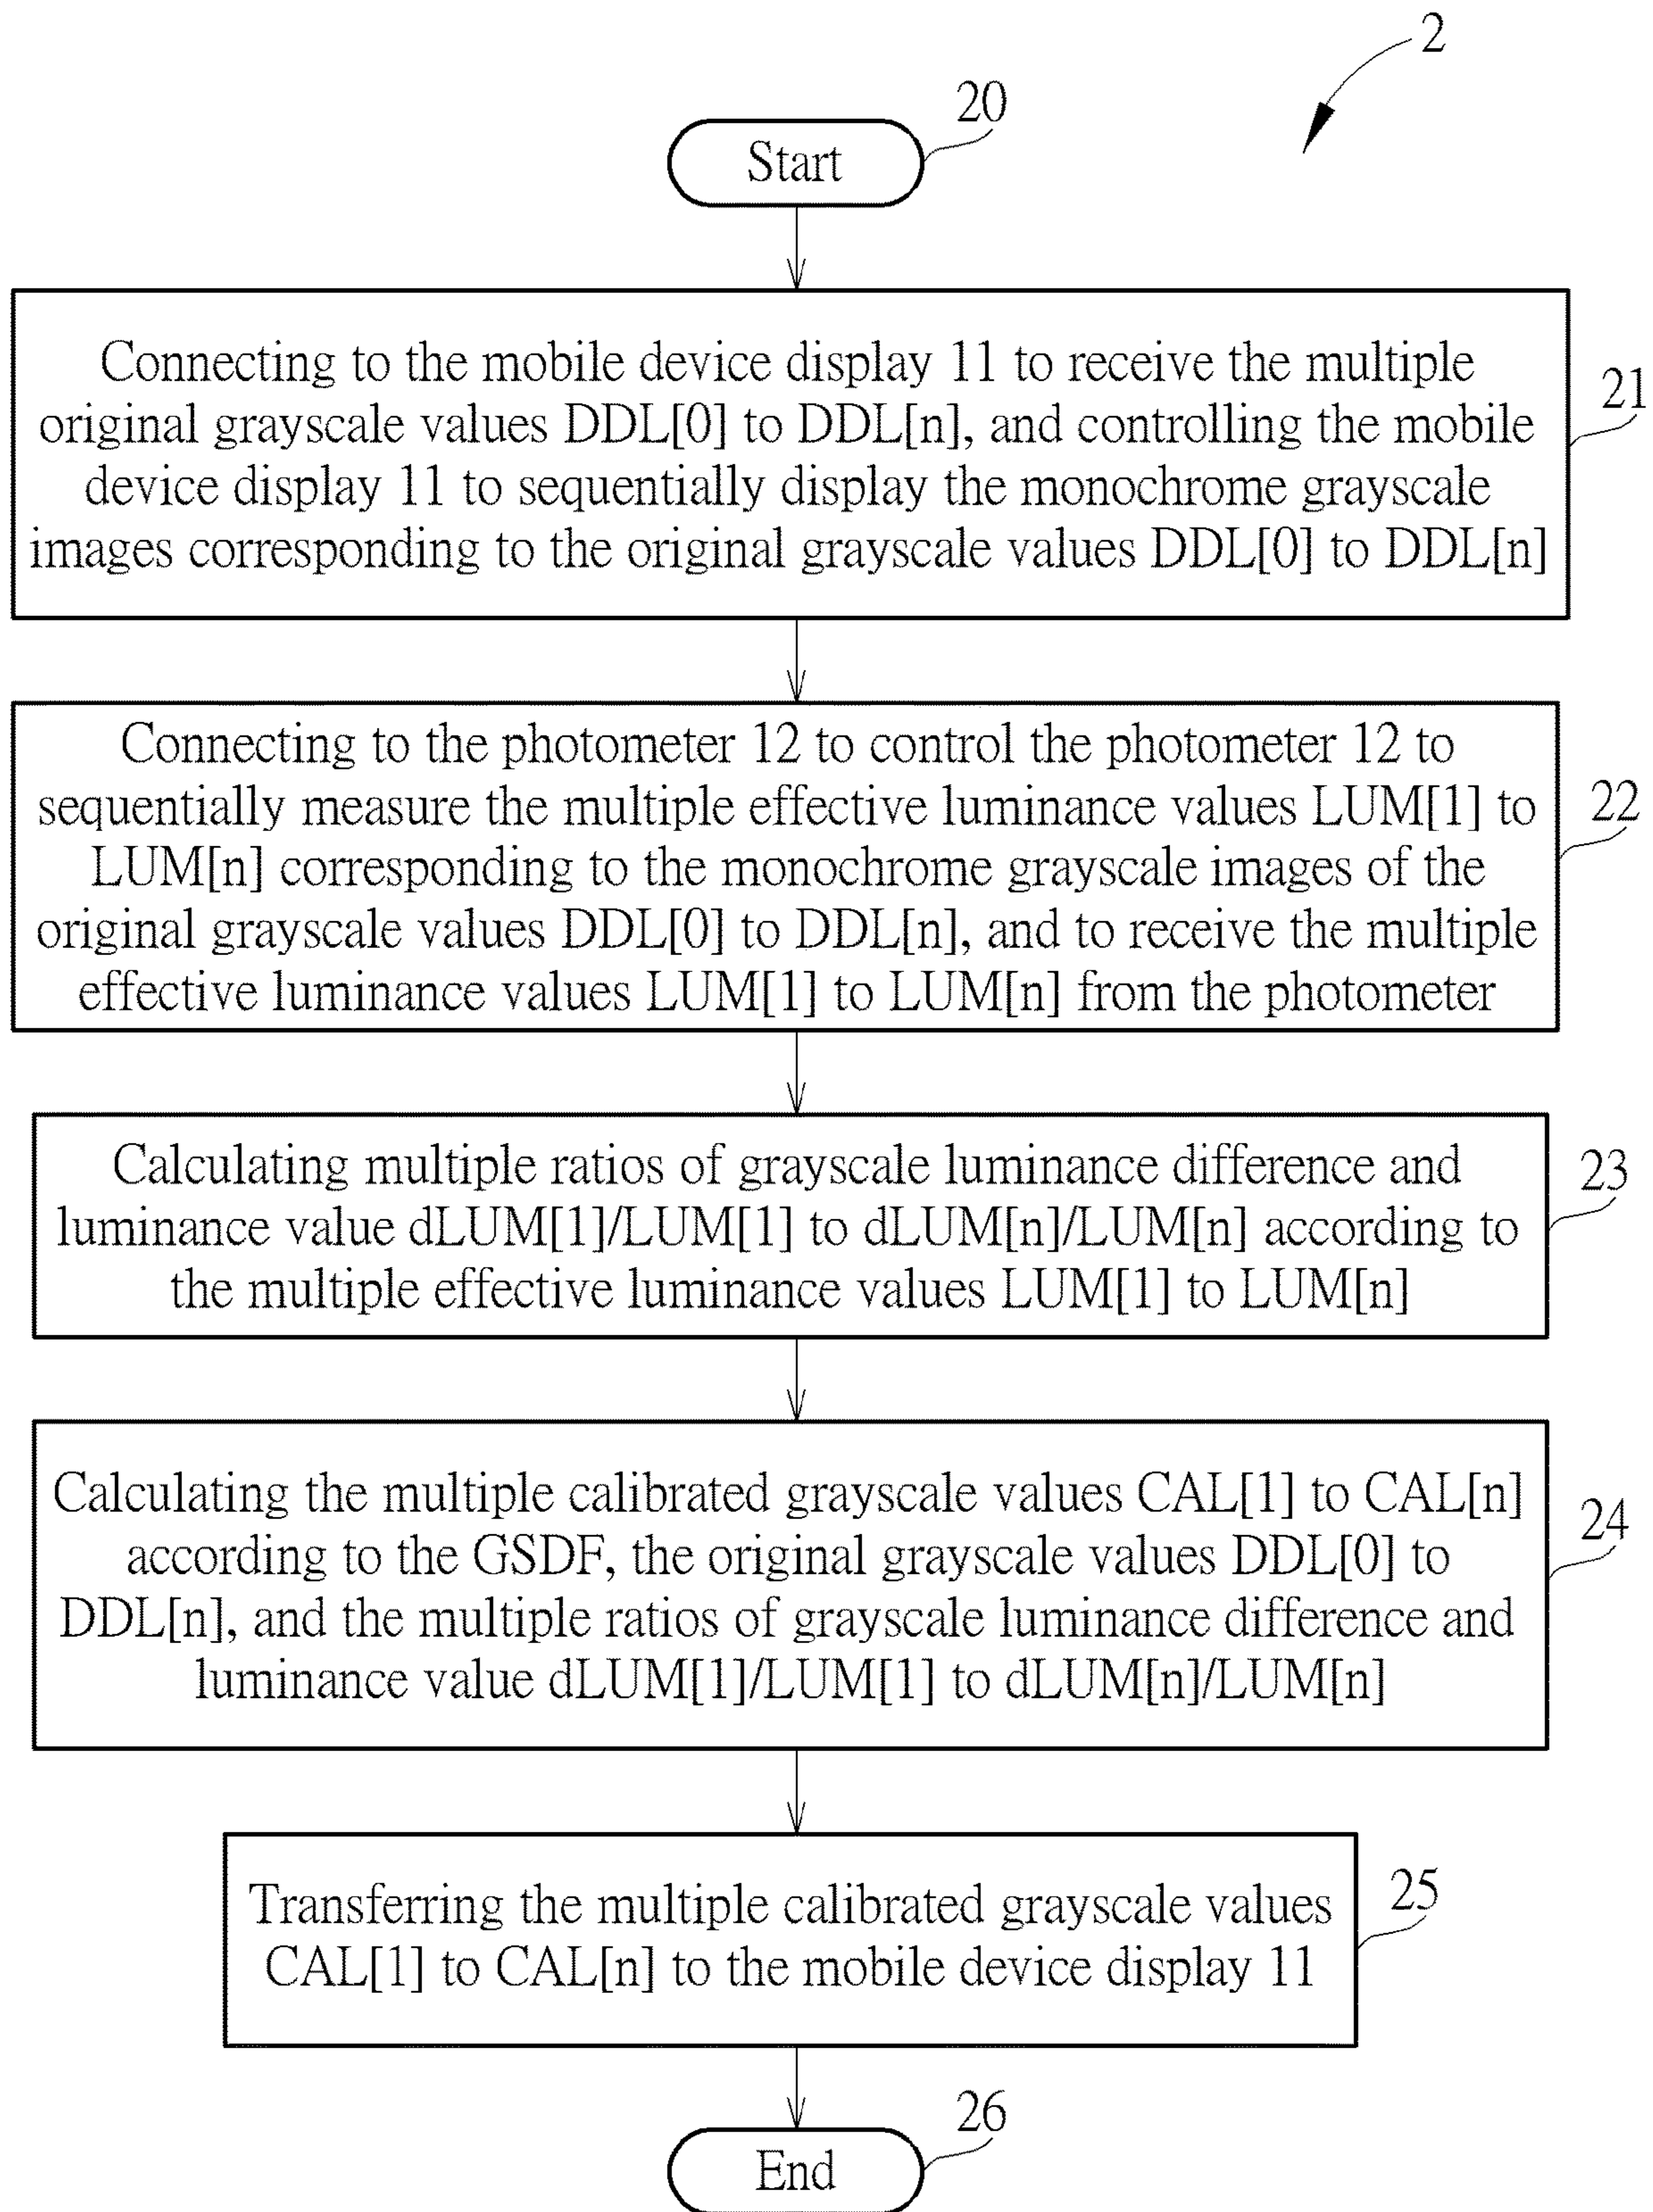 2
20
Start
Connecting to the mobile device display 11 to receive the multiple
original grayscale values DDL[0] to DDL[n], and controlling the mobile
device display 11 to sequentially display the monochrome grayscale
images corresponding to the original grayscale values DDL[0] to DDL[n]
21
Connecting to the photometer 12 to control the photometer 12 to
sequentially measure the multiple effective luminance values LUM[1] to
LUM[n] corresponding to the monochrome grayscale images of the
original grayscale values DDL[0] to DDL[n], and to receive the multiple
effective luminance values LUM[1] to LUM[n] from the photometer
22
Calculating multiple ratios of grayscale luminance difference and
luminance value dLUM[1]/LUM[1] to dLUM[n]/LUM[n] according to
the multiple effective luminance values LUM[1] to LUM[n]
23
Calculating the multiple calibrated grayscale values CAL[1] to CAL[n]
according to the GSDF, the original grayscale values DDL[0] to
DDL[n], and the multiple ratios of grayscale luminance difference and
luminance value dLUM[1]/LUM[1] to dLUM[n]/LUM[n]
24
Transferring the multiple calibrated grayscale values
CAL[1] to CAL[n] to the mobile device display 11
25
26
End